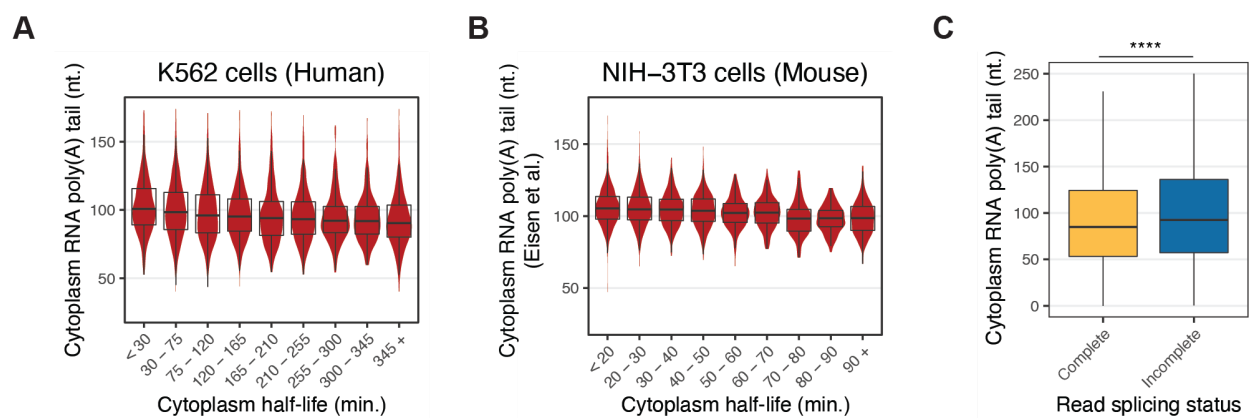 A
K562 cells (Human)
Cytoplasm RNA poly(A) tail (nt.)
150
100
50
< 30
30 – 75
75 – 120
120 – 165
165 – 210
210 – 255
255 – 300
300 – 345
345 +
Cytoplasm half-life (min.)
B
NIH–3T3 cells (Mouse)
Cytoplasm RNA poly(A) tail (nt.)
(Eisen et al.)
150
100
50
< 20
20 – 30
30 – 40
40 – 50
50 – 60
60 – 70
70 – 80
80 – 90
90 +
Cytoplasm half-life (min.)
C
****
Cytoplasm RNA poly(A) tail (nt.)
250
200
150
100
50
0
Complete
Incomplete
Read splicing status